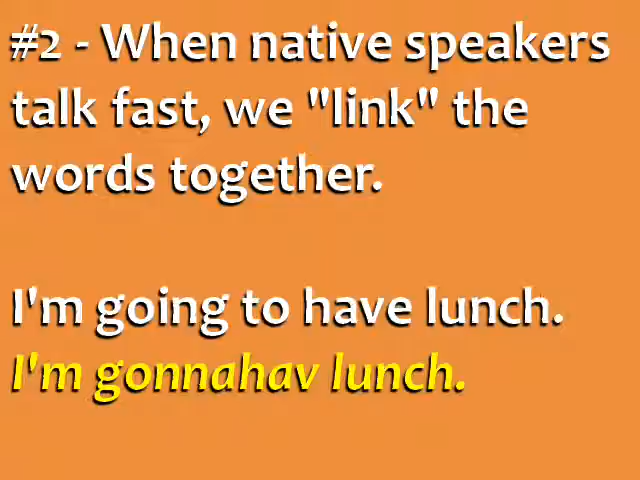 #2 - When native speakers
talk fast, we "link" the
words together.
I'm going to have lunch.
I'm gonnahav lunch.